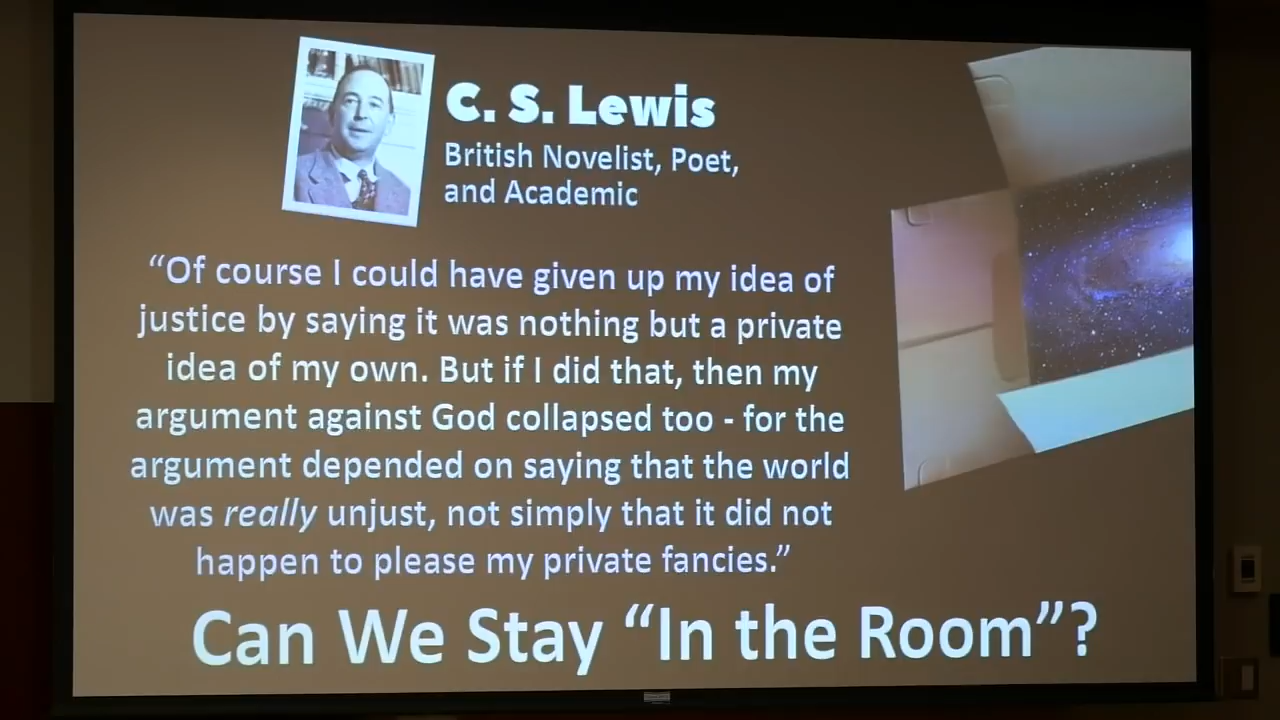 C. S. Lewis
British Novelist, Poet,
and Academic
“Of course I could have given up my idea of
justice by saying it was nothing but a private
idea of my own. But if I did that, then my
argument against God collapsed too - for the
argument depended on saying that the world
was really unjust, not simply that it did not
happen to please my private fancies.”
Can We Stay “In the Room”?